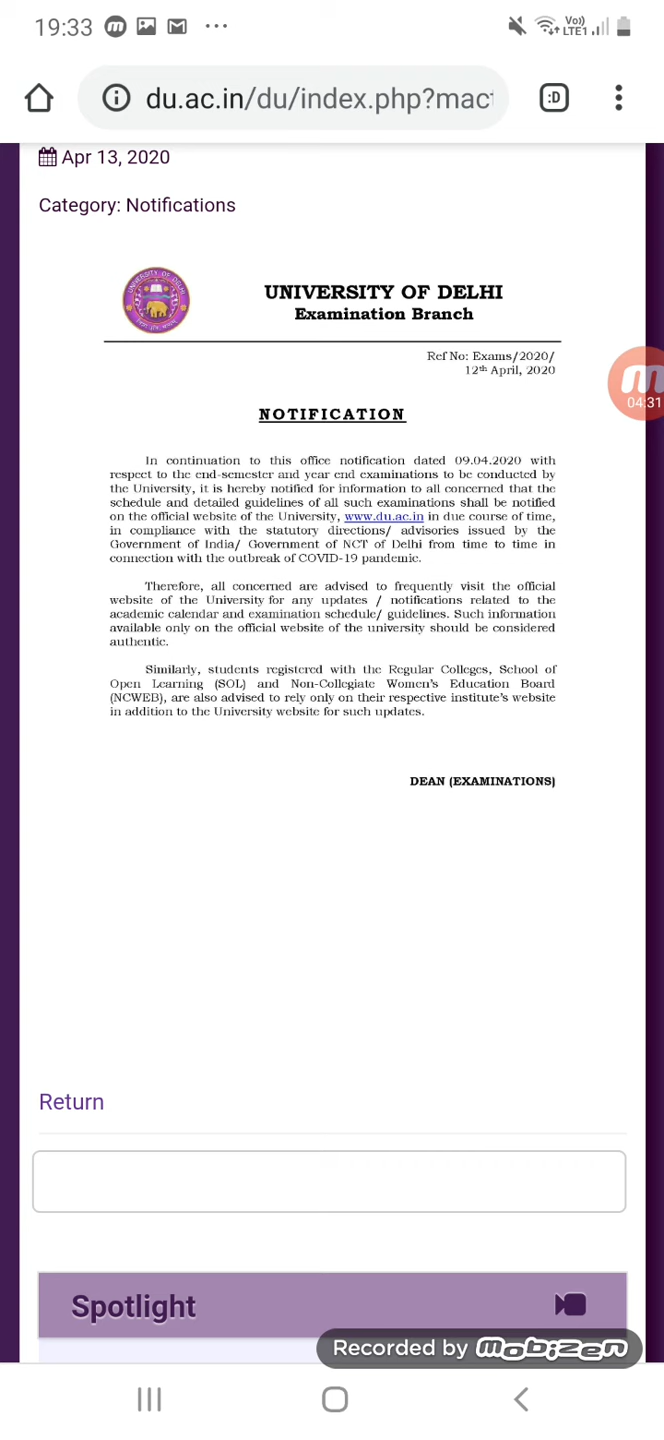 19:33 m M ··· Vo)) LTE1
du.ac.in/du/index.php?mact :D
Apr 13, 2020
Category: Notifications
UNIVERSITY OF DELHI
UNIVERSITY OF DELHI
Examination Branch
Ref No: Exams/2020/
12th April, 2020
m
04:31
NOTIFICATION
In continuation to this office notification dated 09.04.2020 with
respect to the end-semester and year end examinations to be conducted by
the University, it is hereby notified for information to all concerned that the
schedule and detailed guidelines of all such examinations shall be notified
on the official website of the University, www.du.ac.in in due course of time,
in compliance with the statutory directions/ advisories issued by the
Government of India/ Government of NCT of Delhi from time to time in
connection with the outbreak of COVID-19 pandemic.
Therefore, all concerned are advised to frequently visit the official
website of the University for any updates / notifications related to the
academic calendar and examination schedule/ guidelines. Such information
available only on the official website of the university should be considered
authentic.
Similarly, students registered with the Regular Colleges, School of
Open Learning (SOL) and Non-Collegiate Women's Education Board
(NCWEB), are also advised to rely only on their respective institute's website
in addition to the University website for such updates.
DEAN (EXAMINATIONS)
Return
Spotlight
Recorded by mobizen